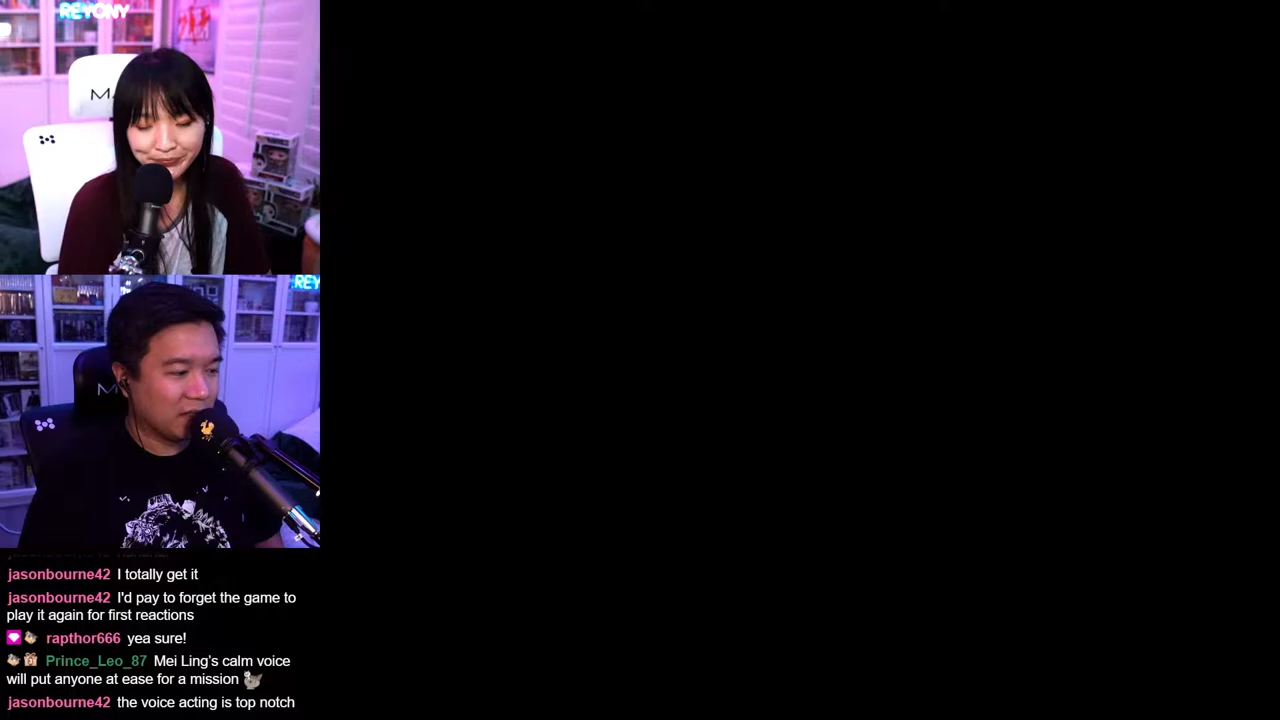 REYONY
MA
REY
M
jasonbourne42 I totally get it
jasonbourne42 I'd pay to forget the game to
play it again for first reactions
rapthor666 yea sure!
Prince_Leo_87 Mei Ling's calm voice
will put anyone at ease for a mission
jasonbourne42 the voice acting is top notch